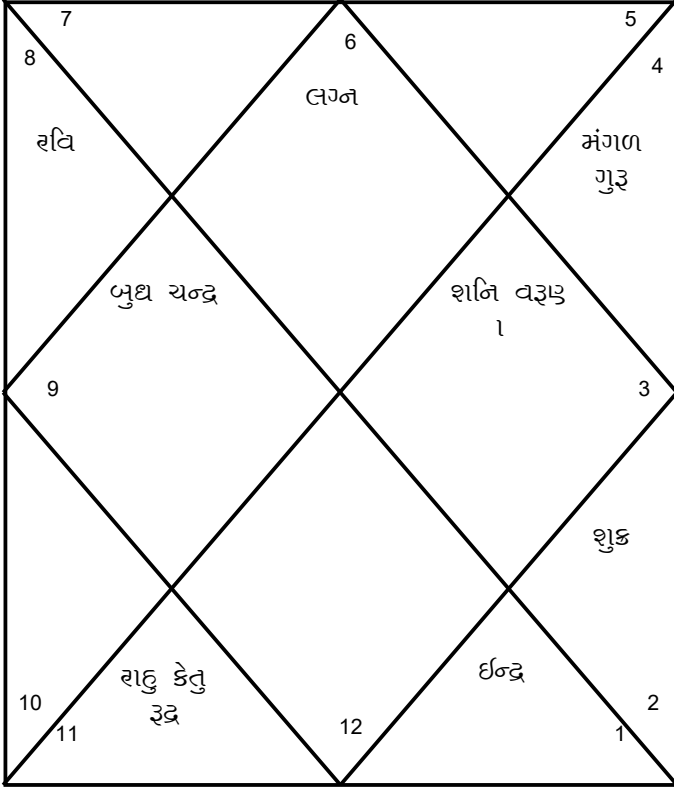 7
6
5
8
4
લગ્ન
રવિ
મંગળ
ગુરૂ
બુધ ચન્દ્ર
શનિ વરૂણ
ા
9
3
શુક્ર
રાહુ કેતુ
રૂદ્ર
ઈન્દ્ર
10
2
11
12
1